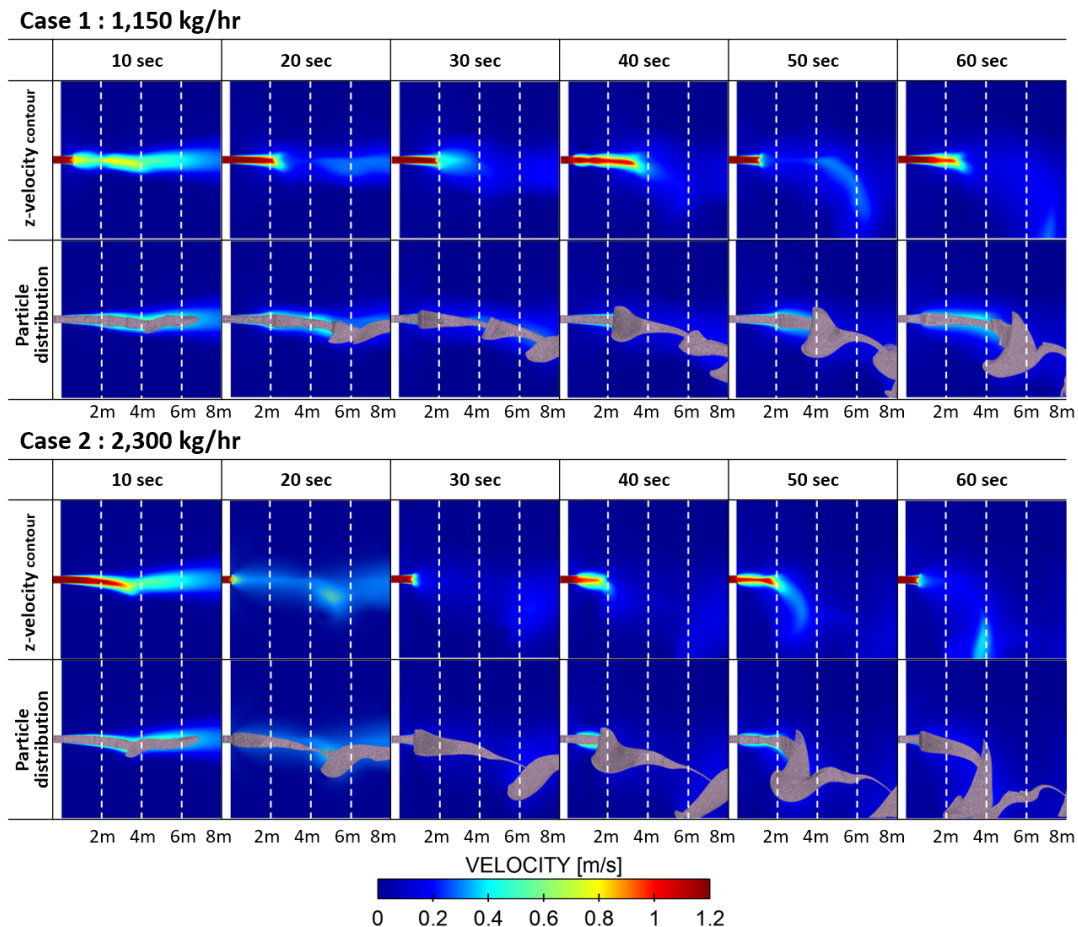 Case 1 : 1,150 kg/hr
10 sec 20 sec 30 sec 40 sec 50 sec 60 sec
z-velocity contour
Particle
distribution
2m 4m 6m 8m 2m 4m 6m 8m 2m 4m 6m 8m 2m 4m 6m 8m 2m 4m 6m 8m 2m 4m 6m 8m
Case 2 : 2,300 kg/hr
10 sec 20 sec 30 sec 40 sec 50 sec 60 sec
z-velocity contour
Particle
distribution
2m 4m 6m 8m 2m 4m 6m 8m 2m 4m 6m 8m 2m 4m 6m 8m 2m 4m 6m 8m 2m 4m 6m 8m
VELOCITY [m/s]
0 0.2 0.4 0.6 0.8 1 1.2